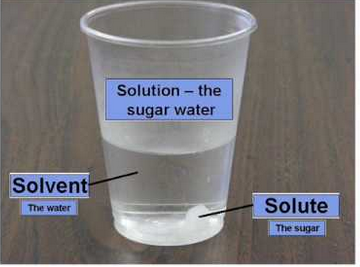 Solution – the
sugar water
Solvent
The water
Solute
The sugar